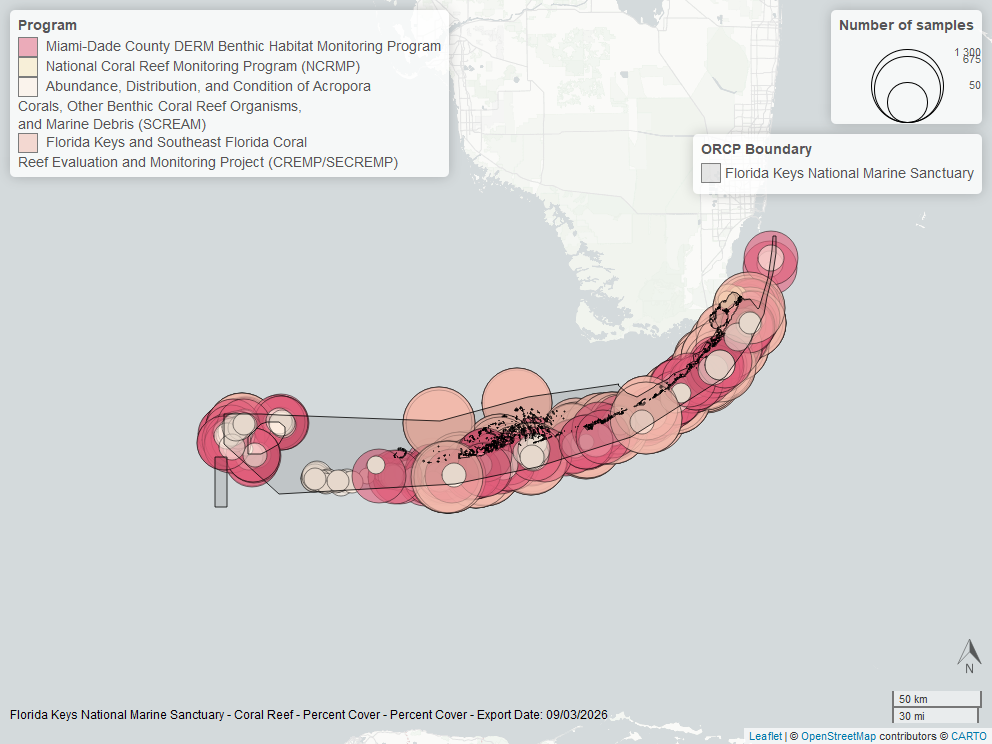 Program
Miami-Dade County DERM Benthic Habitat Monitoring Program
National Coral Reef Monitoring Program (NCRMP)
Abundance, Distribution, and Condition of Acropora
Corals, Other Benthic Coral Reef Organisms,
and Marine Debris (SCREAM)
Florida Keys and Southeast Florida Coral
Reef Evaluation and Monitoring Project (CREMP/SECREMP)
Number of samples
1 300
675
50
ORCP Boundary
Florida Keys National Marine Sanctuary
N
50 km
30 mi
Florida Keys National Marine Sanctuary - Coral Reef - Percent Cover - Percent Cover - Export Date: 09/03/2026
Leaflet | © OpenStreetMap contributors © CARTO